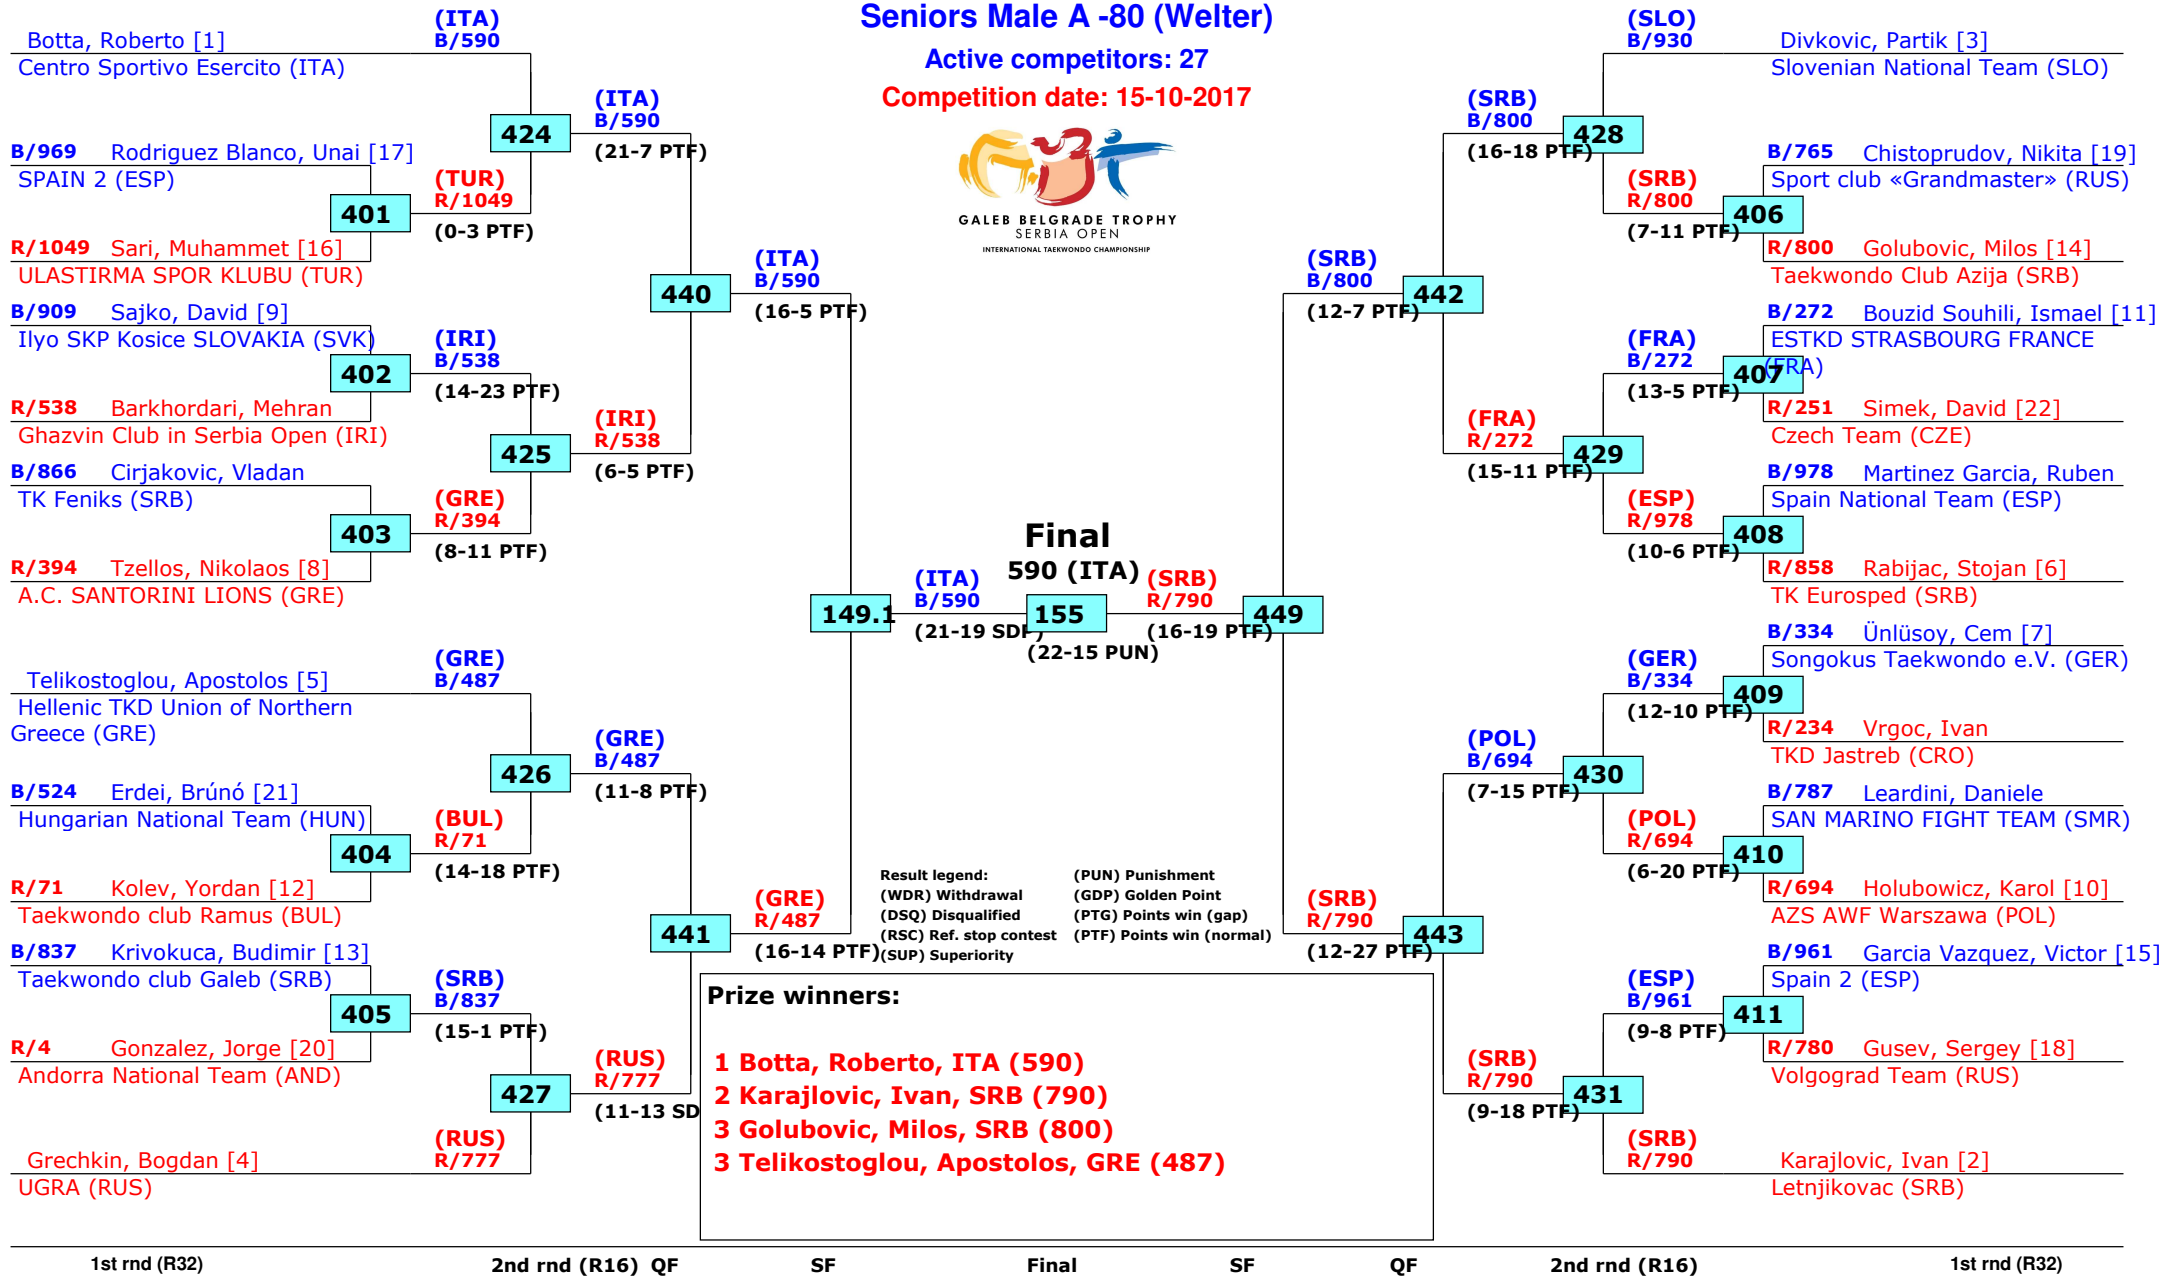 Seniors Male A -80 (Welter)
Active competitors: 27
Competition date: 15-10-2017
GALEB BELGRADE TROPHY
SERBIA OPEN
INTERNATIONAL TAEKWONDO CHAMPIONSHIP
Botta, Roberto [1]
Centro Sportivo Esercito (ITA)
B/969 Rodriguez Blanco, Unai [17]
SPAIN 2 (ESP)
401
R/1049 Sari, Muhammet [16]
ULASTIRMA SPOR KLUBU (TUR)
B/909 Sajko, David [9]
Ilyo SKP Kosice SLOVAKIA (SVK)
402
R/538 Barkhordari, Mehran
Ghazvin Club in Serbia Open (IRI)
B/866 Cirjakovic, Vladan
TK Feniks (SRB)
403
R/394 Tzellos, Nikolaos [8]
A.C. SANTORINI LIONS (GRE)
Telikostoglou, Apostolos [5]
Hellenic TKD Union of Northern
Greece (GRE)
B/524 Erdei, Brúnó [21]
Hungarian National Team (HUN)
404
R/71 Kolev, Yordan [12]
Taekwondo club Ramus (BUL)
B/837 Krivokuca, Budimir [13]
Taekwondo club Galeb (SRB)
405
R/4 Gonzalez, Jorge [20]
Andorra National Team (AND)
Grechkin, Bogdan [4]
UGRA (RUS)
(ITA)
B/590
424
(TUR)
R/1049
(0-3 PTF)
(IRI)
B/538
(14-23 PTF)
425
(GRE)
R/394
(8-11 PTF)
(GRE)
B/487
426
(BUL)
R/71
(14-18 PTF)
(SRB)
B/837
(15-1 PTF)
427
(RUS)
R/777
(ITA)
B/590
(21-7 PTF)
440
(IRI)
R/538
(6-5 PTF)
(GRE)
B/487
(11-8 PTF)
441
(RUS)
R/777
(11-13 SD
(ITA)
B/590
(16-5 PTF)
149.1
(GRE)
R/487
(16-14 PTF)
(ITA)
B/590
(21-19 SDP)
Final
590 (ITA)
155
(22-15 PUN)
(SRB)
R/790
(16-19 PTF)
449
(SRB)
B/800
(12-7 PTF)
442
(SRB)
R/790
(12-27 PTF)
443
(SRB)
B/800
(16-18 PTF)
428
(FRA)
R/272
(15-11 PTF)
429
(POL)
B/694
(7-15 PTF)
430
(SRB)
R/790
(9-18 PTF)
431
(SLO)
B/930
(SRB)
R/800
(7-11 PTF)
406
(FRA)
B/272
(13-5 PTF)
407
(ESP)
R/978
(10-6 PTF)
408
(GER)
B/334
(12-10 PTF)
409
(POL)
R/694
(6-20 PTF)
410
(ESP)
B/961
(9-8 PTF)
411
(SRB)
R/790
Divkovic, Partik [3]
Slovenian National Team (SLO)
B/765 Chistoprudov, Nikita [19]
Sport club «Grandmaster» (RUS)
R/800 Golubovic, Milos [14]
Taekwondo Club Azija (SRB)
B/272 Bouzid Souhili, Ismael [11]
ESTKD STRASBOURG FRANCE
(FRA)
R/251 Simek, David [22]
Czech Team (CZE)
B/978 Martinez Garcia, Ruben
Spain National Team (ESP)
R/858 Rabijac, Stojan [6]
TK Eurosped (SRB)
B/334 Ünlüsoy, Cem [7]
Songokus Taekwondo e.V. (GER)
R/234 Vrgoc, Ivan
TKD Jastreb (CRO)
B/787 Leardini, Daniele
SAN MARINO FIGHT TEAM (SMR)
R/694 Holubowicz, Karol [10]
AZS AWF Warszawa (POL)
B/961 Garcia Vazquez, Victor [15]
Spain 2 (ESP)
R/780 Gusev, Sergey [18]
Volgograd Team (RUS)
Karajlovic, Ivan [2]
Letnjikovac (SRB)
Result legend:
(WDR) Withdrawal
(DSQ) Disqualified
(RSC) Ref. stop contest
(SUP) Superiority
(PUN) Punishment
(GDP) Golden Point
(PTG) Points win (gap)
(PTF) Points win (normal)
Prize winners:
1 Botta, Roberto, ITA (590)
2 Karajlovic, Ivan, SRB (790)
3 Golubovic, Milos, SRB (800)
3 Telikostoglou, Apostolos, GRE (487)
1st rnd (R32) 2nd rnd (R16) QF SF Final SF QF 2nd rnd (R16) 1st rnd (R32)